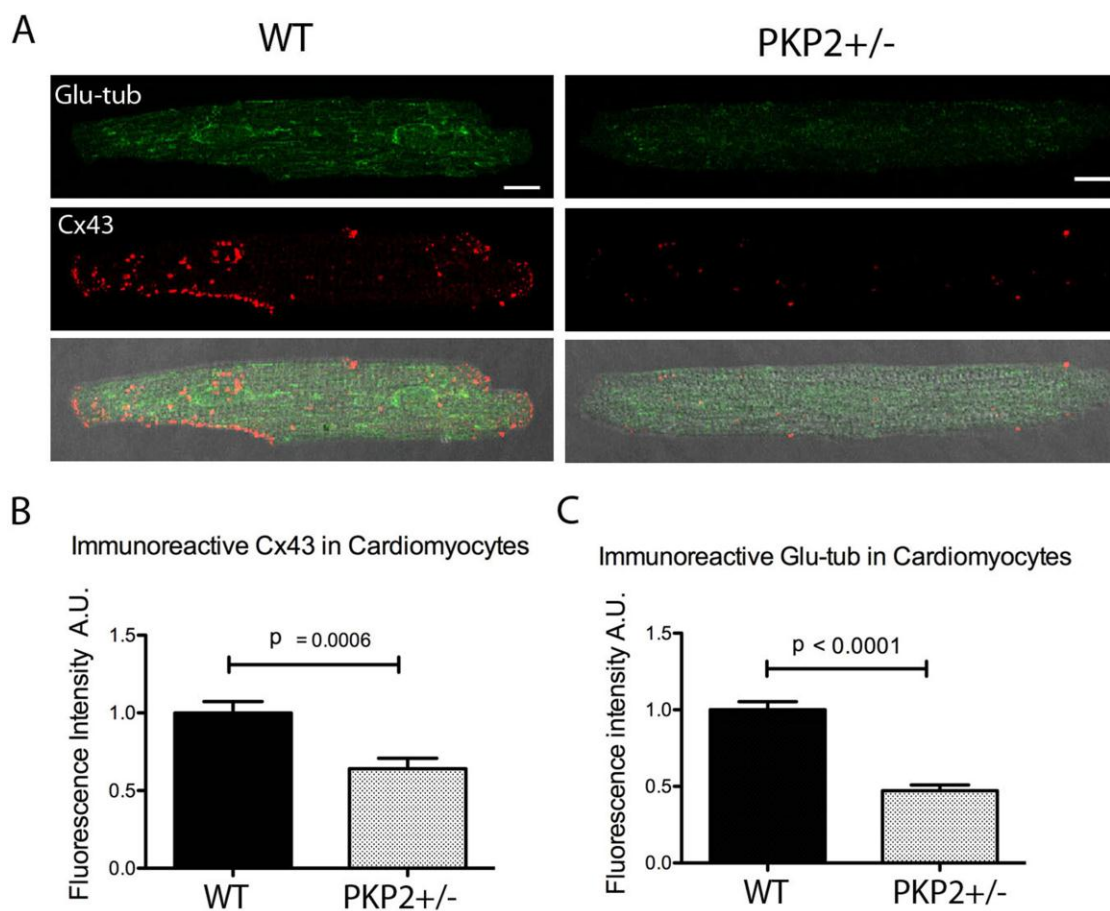 A
WT
PKP2+/-
Glu-tub
Cx43
B
Immunoreactive Cx43 in Cardiomyocytes
Fluorescence Intensity A.U.
1.5
1.0
0.5
0.0
p = 0.0006
WT
PKP2+/-
C
Immunoreactive Glu-tub in Cardiomyocytes
Fluorescence intensity A.U.
1.5
1.0
0.5
0.0
p < 0.0001
WT
PKP2+/-